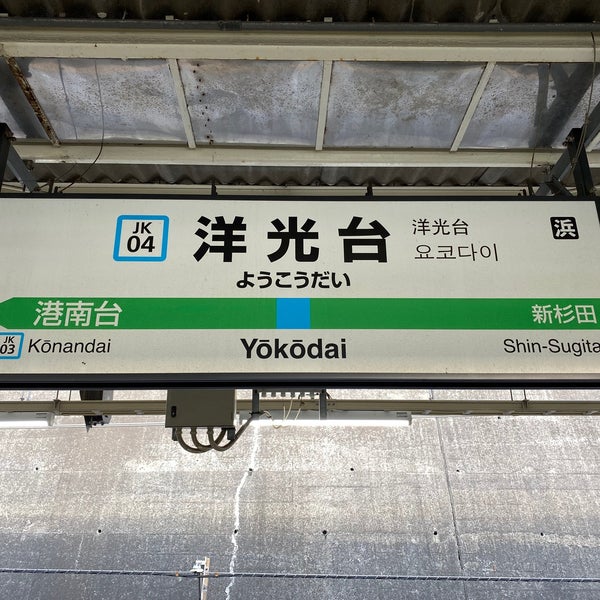 JK
04
洋光台
洋光台
요코다이
浜
ようこうだい
港南台
新杉田
JK
03
Kōnandai
Yōkōdai
Shin-Sugita